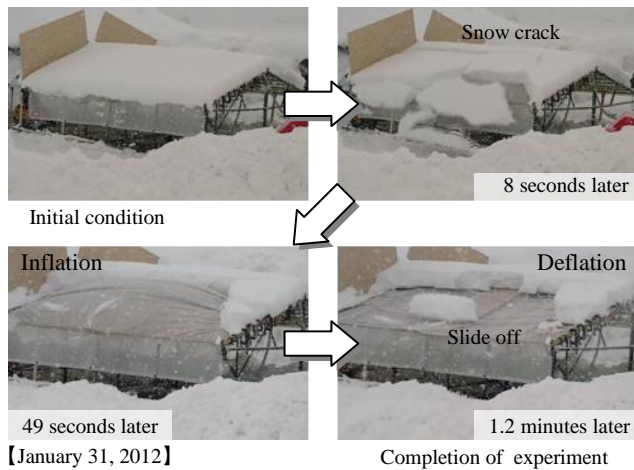 Snow crack
8 seconds later
Initial condition
Inflation
Deflation
Slide off
49 seconds later
1.2 minutes later
【January 31, 2012】
Completion of experiment